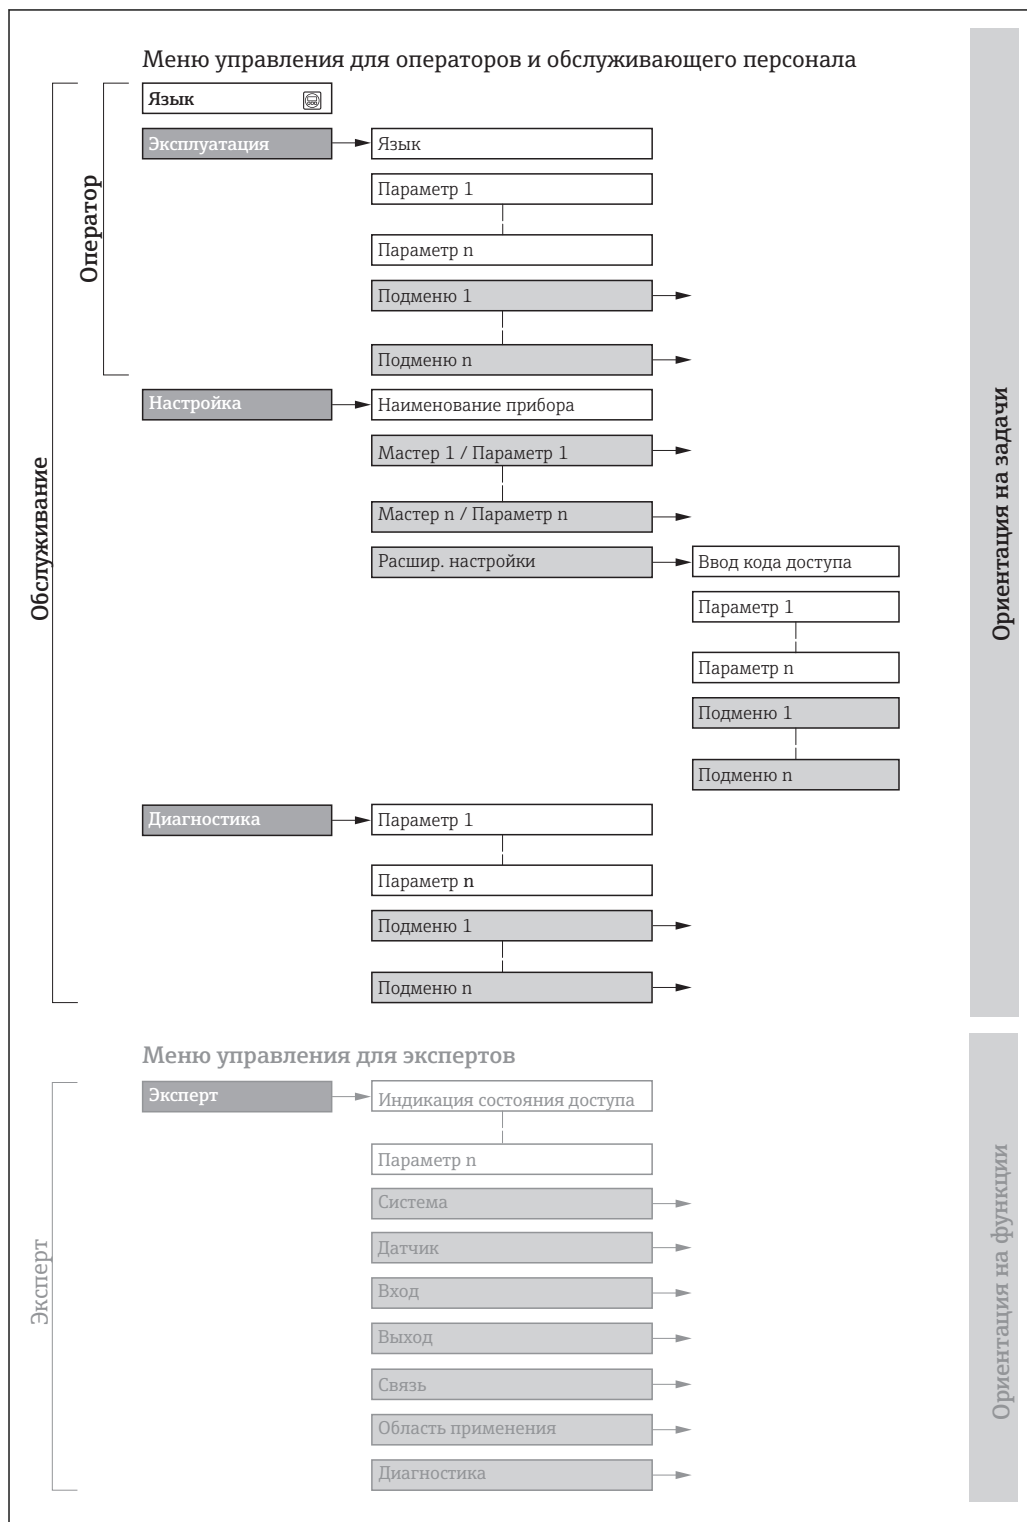 Меню управления для операторов и обслуживающего персонала
Язык
Эксплуатация
Язык
Параметр 1
Параметр n
Подменю 1
Подменю n
Оператор
Настройка
Наименование прибора
Мастер 1 / Параметр 1
Мастер n / Параметр n
Расшир. настройки
Ввод кода доступа
Параметр 1
Параметр n
Подменю 1
Подменю n
Обслуживание
Ориентация на задачи
Диагностика
Параметр 1
Параметр n
Подменю 1
Подменю n
Меню управления для экспертов
Эксперт
Индикация состояния доступа
Параметр n
Система
Датчик
Вход
Выход
Связь
Область применения
Диагностика
Эксперт
Ориентация на функции